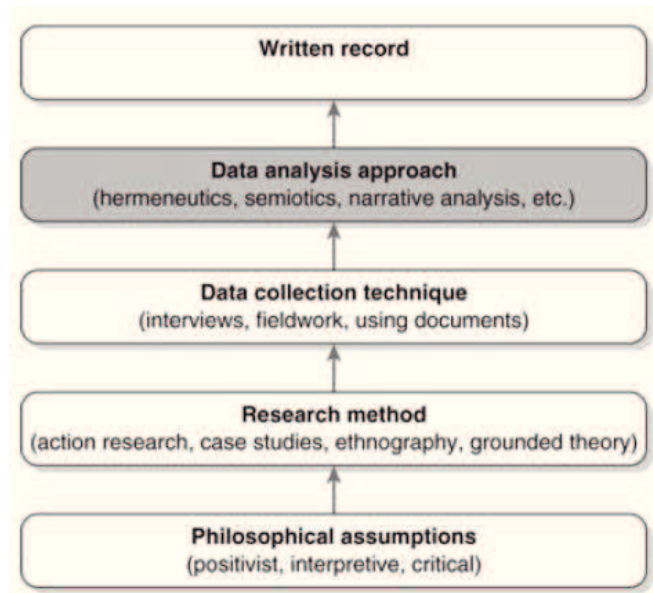 Written record
Data analysis approach
(hermeneutics, semiotics, narrative analysis, etc.)
Data collection technique
(interviews, fieldwork, using documents)
Research method
(action research, case studies, ethnography, grounded theory)
Philosophical assumptions
(positivist, interpretive, critical)